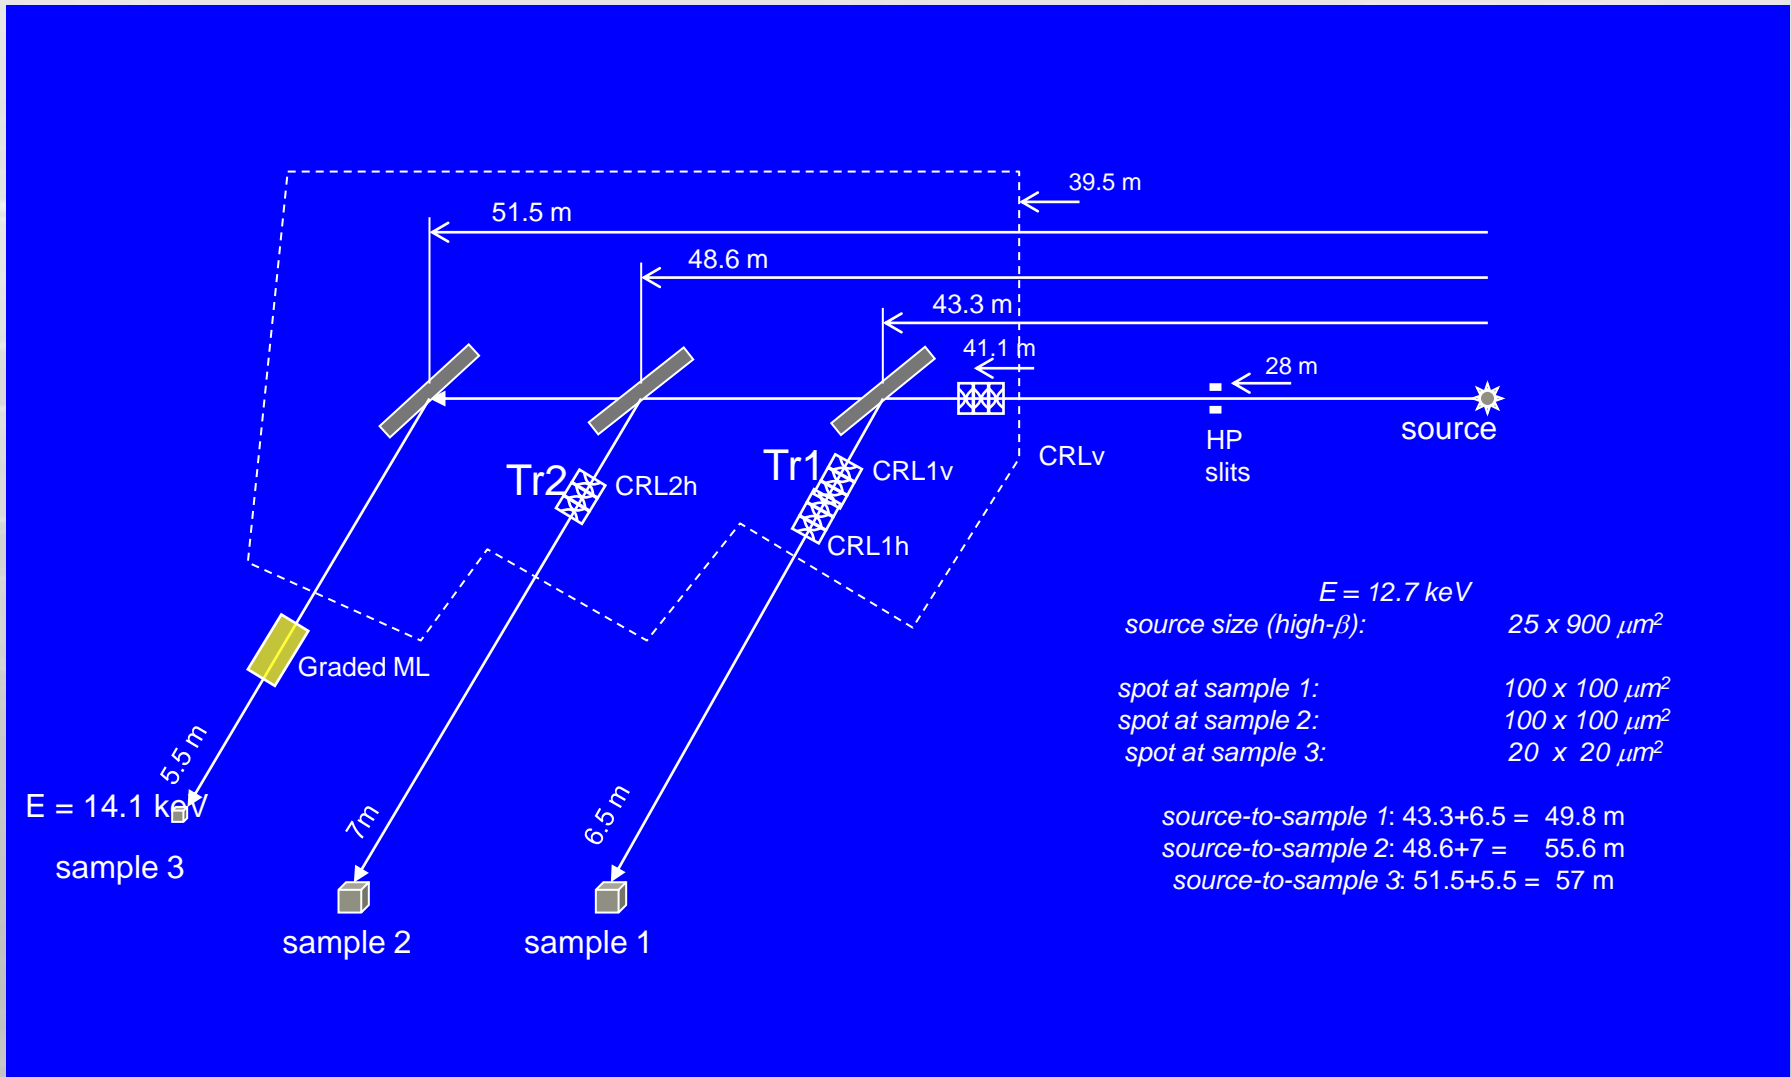 39.5 m
51.5 m
48.6 m
43.3 m
41.1 m
28 m
source
HP
slits
CRLv
Tr1
CRL1v
CRL1h
Tr2
CRL2h
Graded ML
5.5 m
7m
6.5 m
E = 14.1 keV
sample 3
sample 2
sample 1
E = 12.7 keV
source size (high-β): 25 x 900 μm²
spot at sample 1: 100 x 100 μm²
spot at sample 2: 100 x 100 μm²
spot at sample 3: 20 x 20 μm²
source-to-sample 1: 43.3+6.5 = 49.8 m
source-to-sample 2: 48.6+7 = 55.6 m
source-to-sample 3: 51.5+5.5 = 57 m